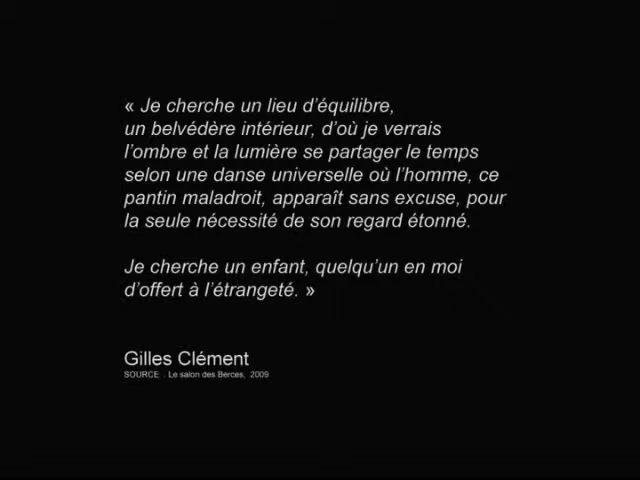 « Je cherche un lieu d’équilibre,
un belvédère intérieur, d’où je verrais
l’ombre et la lumière se partager le temps
selon une danse universelle où l’homme, ce
pantin maladroit, apparaît sans excuse, pour
la seule nécessité de son regard étonné.
Je cherche un enfant, quelqu’un en moi
d’offert à l’étrangeté. »
Gilles Clément
SOURCE . Le salon des Berces, 2009